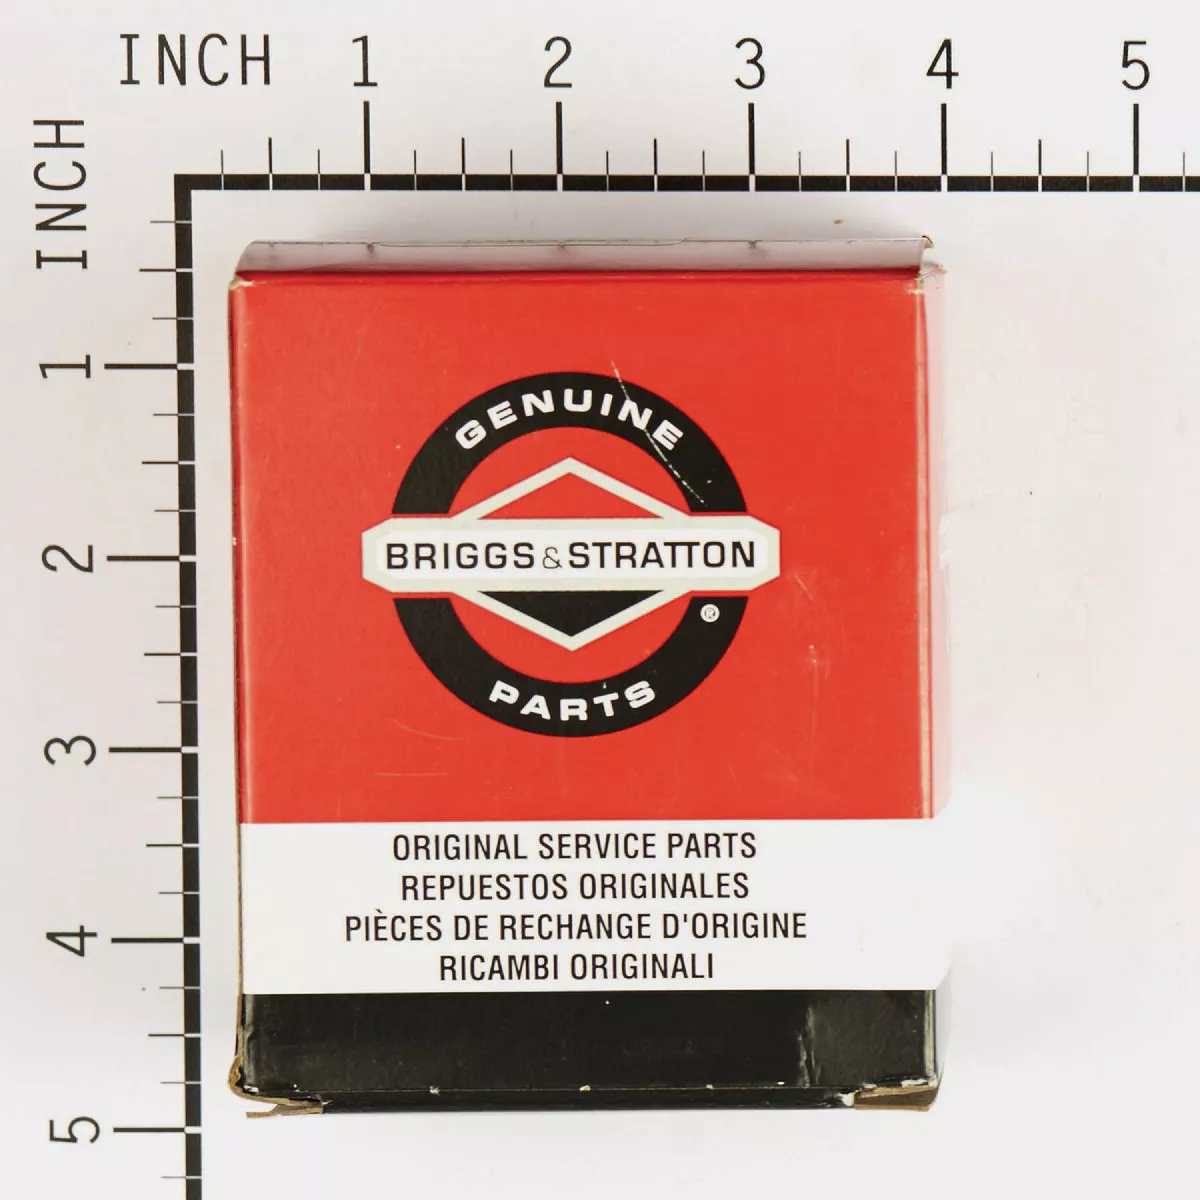 INCH 1 2 3 4 5
INCH 1 2 3 4 5
GENUINE
BRIGGS & STRATTON
®
PARTS
ORIGINAL SERVICE PARTS
REPUESTOS ORIGINALES
PIÈCES DE RECHANGE D'ORIGINE
RICAMBI ORIGINALI